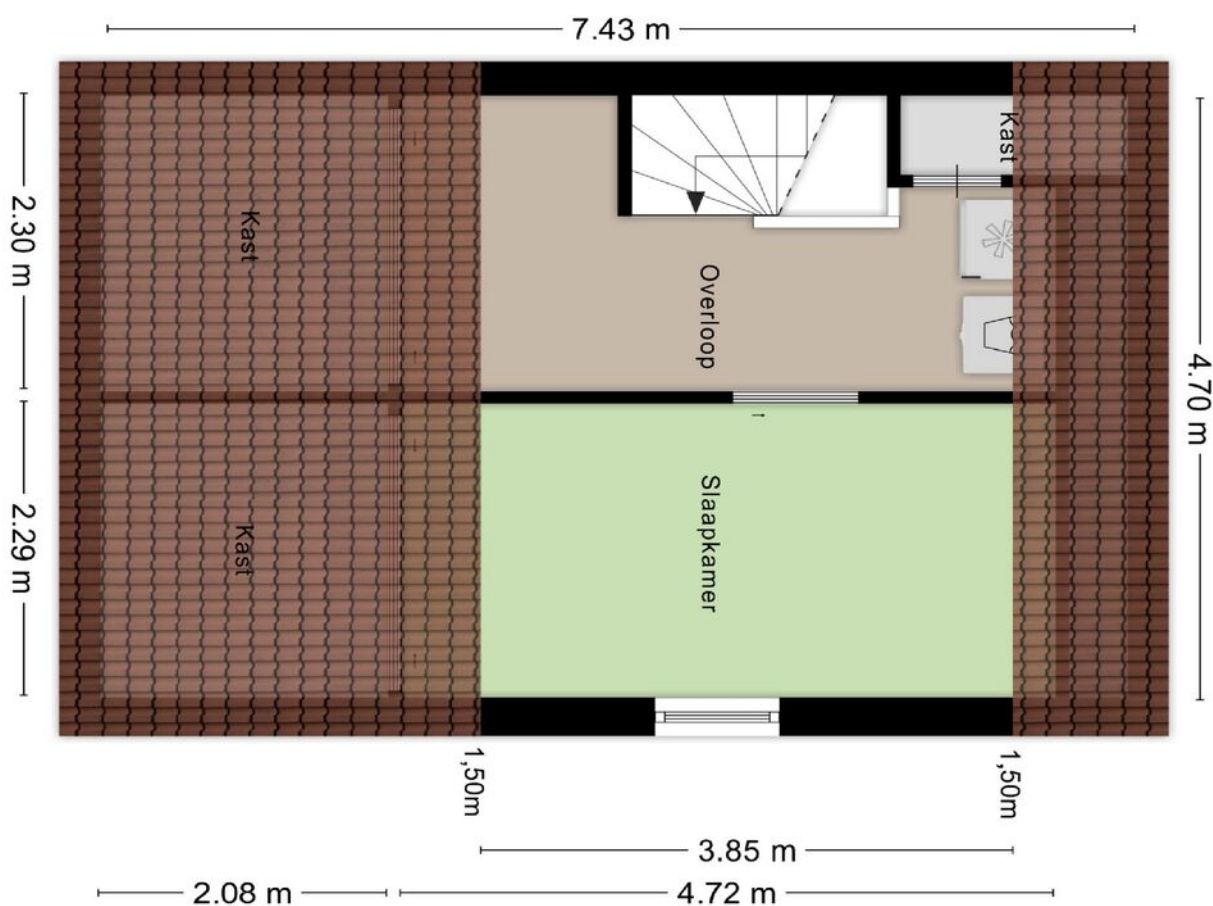 7.43 m
Kast
Kast
2.30 m
Overloop
4.70 m
2.29 m
Kast
Slaapkamer
1,50m
1,50m
3.85 m
2.08 m
4.72 m